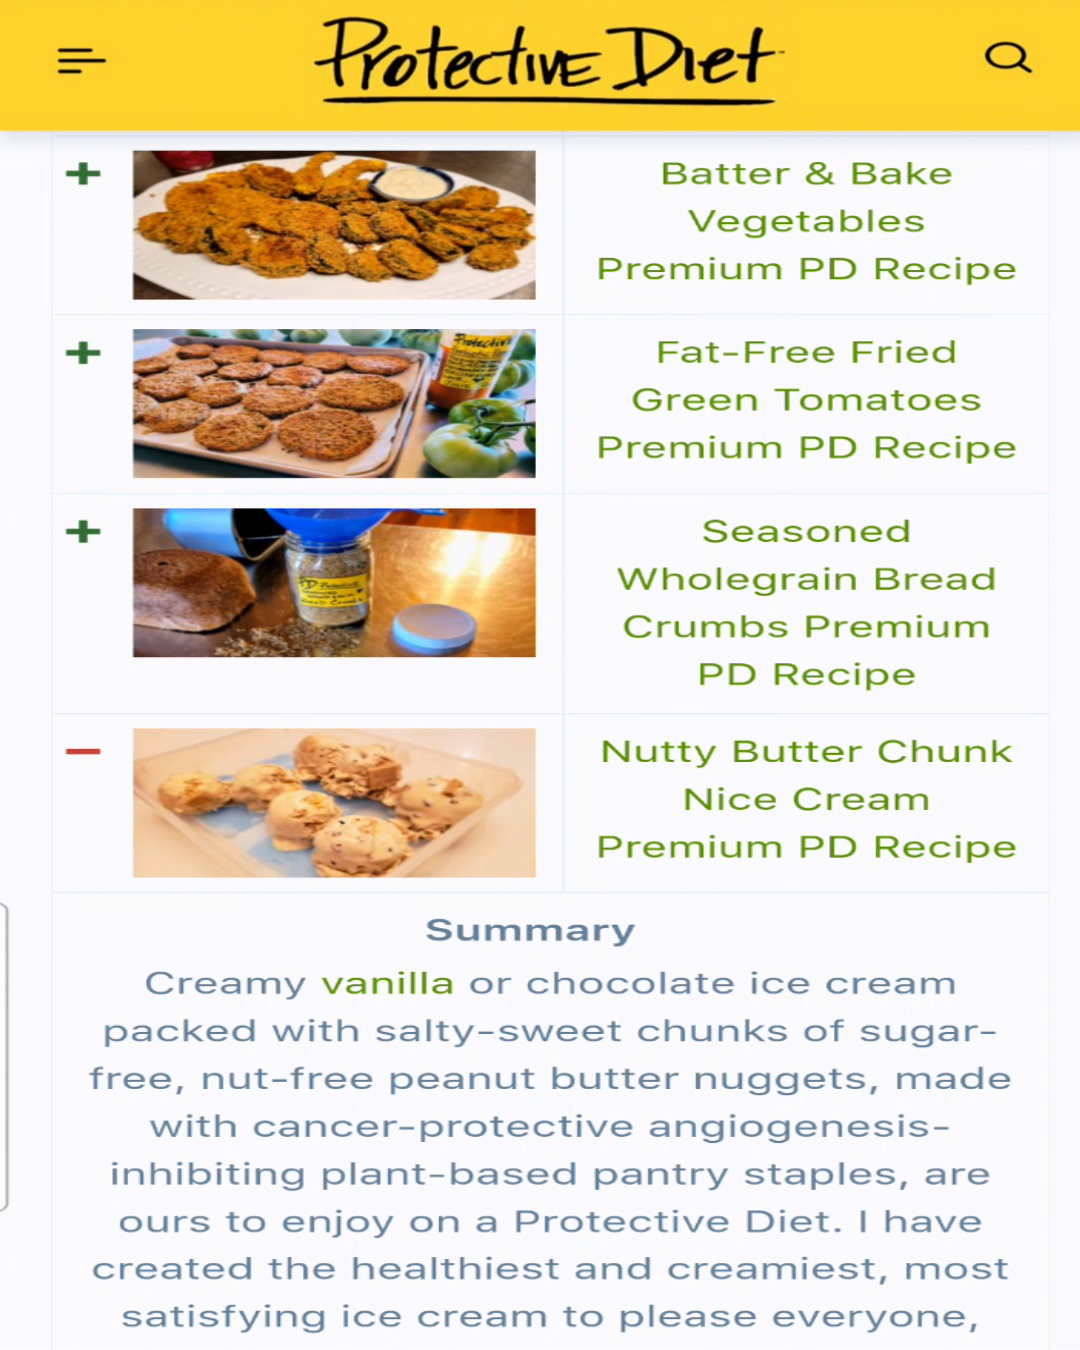 Protective Diet™
Batter & Bake
Vegetables
Premium PD Recipe
Protective
Fat-Free Fried
Green Tomatoes
Premium PD Recipe
PD
Seasoned
Wholegrain Bread
Crumbs Premium
PD Recipe
Nutty Butter Chunk
Nice Cream
Premium PD Recipe
Summary
Creamy vanilla or chocolate ice cream
packed with salty-sweet chunks of sugar-
free, nut-free peanut butter nuggets, made
with cancer-protective angiogenesis-
inhibiting plant-based pantry staples, are
ours to enjoy on a Protective Diet. I have
created the healthiest and creamiest, most
satisfying ice cream to please everyone,